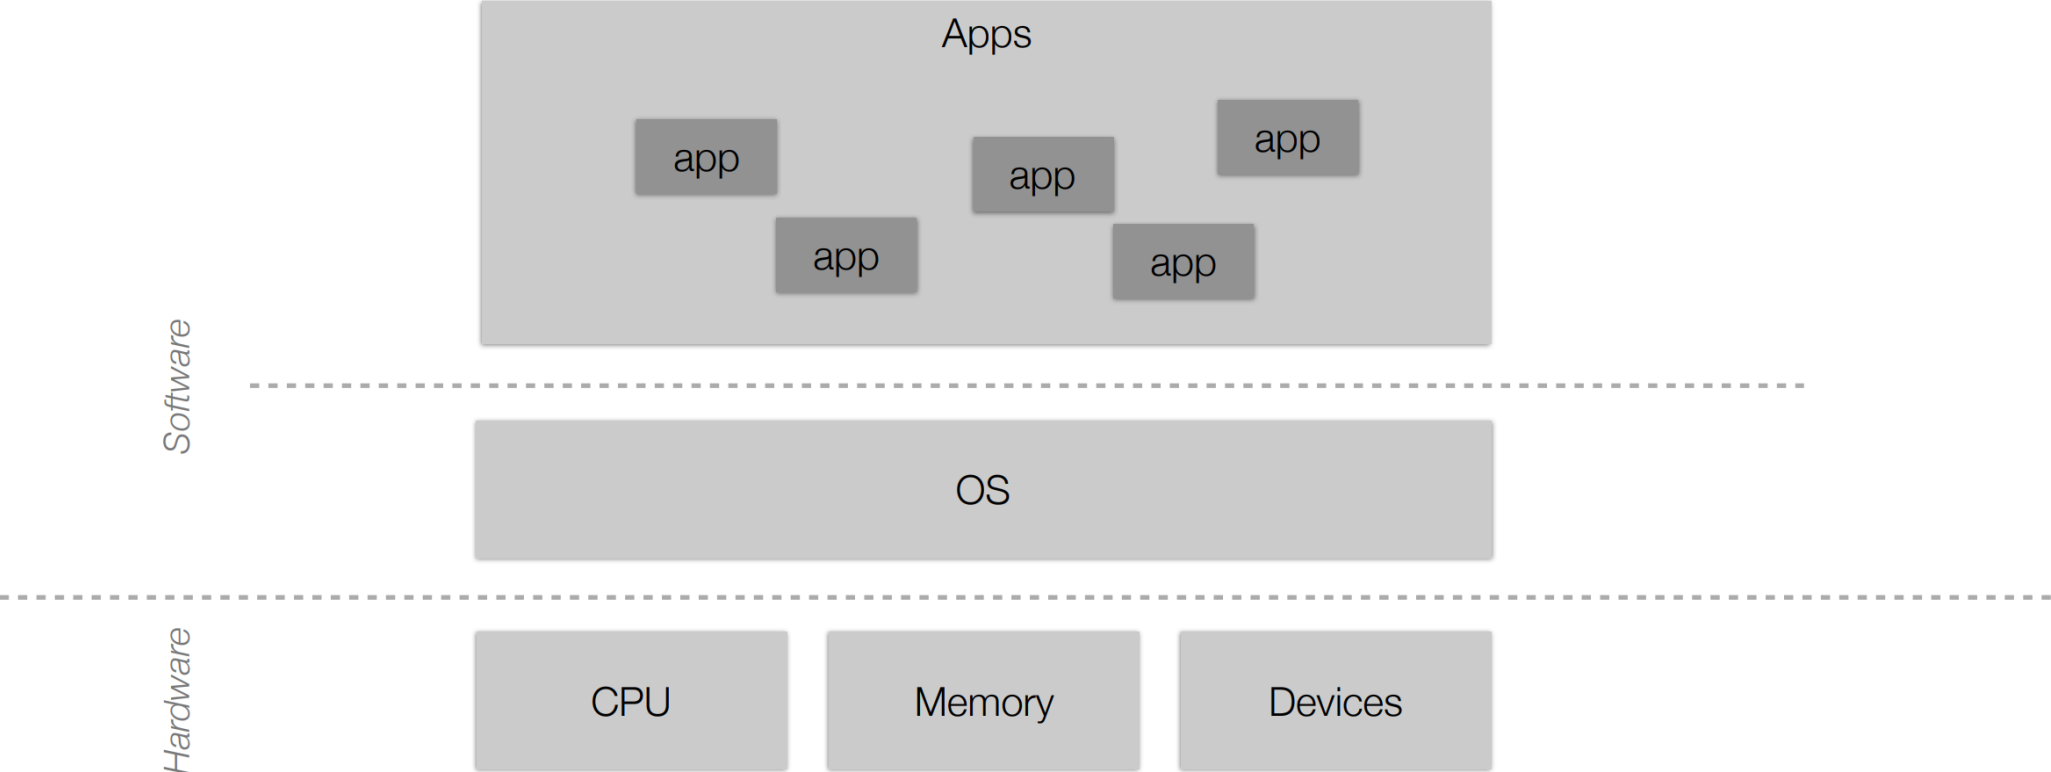 Apps
app
app
app
app
app
Software
OS
Hardware
CPU
Memory
Devices